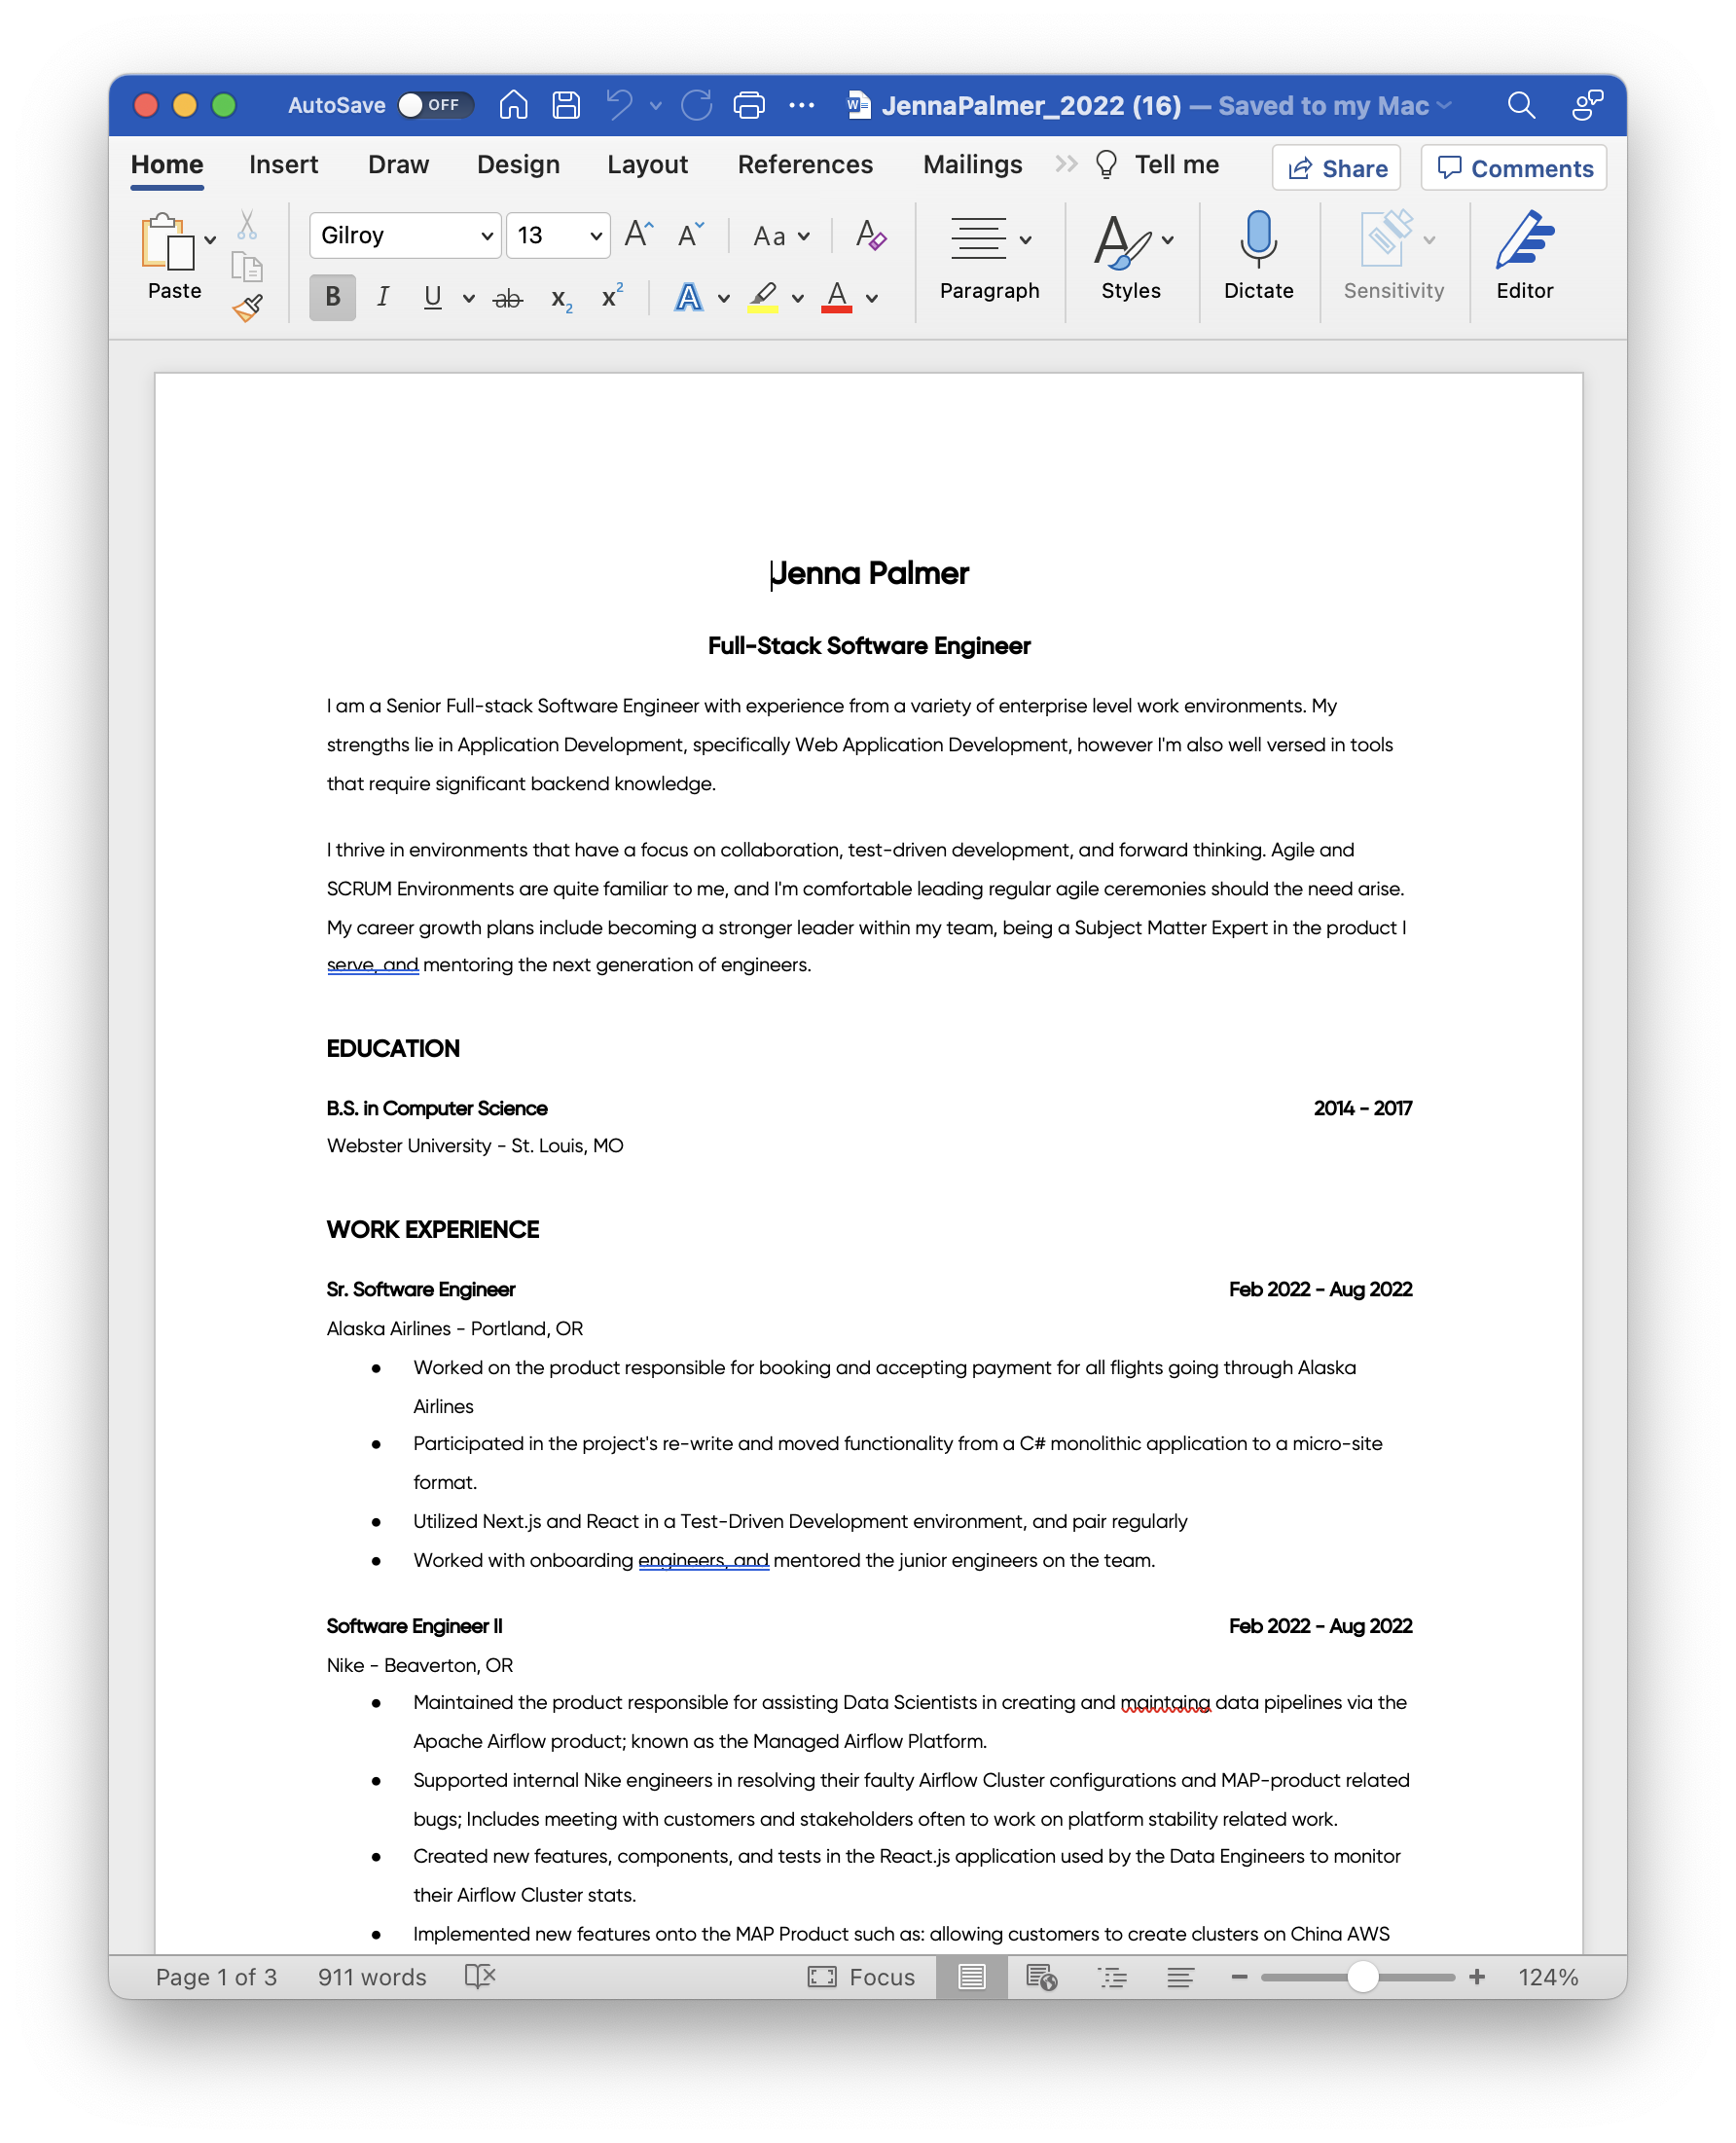 AutoSave OFF JennaPalmer_2022 (16) — Saved to my Mac
Home Insert Draw Design Layout References Mailings Tell me Share Comments
Paste
Gilroy 13
Aa
B I U ab x2 x2 A A
Paragraph Styles Dictate Sensitivity Editor
Jenna Palmer
Full-Stack Software Engineer
I am a Senior Full-stack Software Engineer with experience from a variety of enterprise level work environments. My
strengths lie in Application Development, specifically Web Application Development, however I'm also well versed in tools
that require significant backend knowledge.
I thrive in environments that have a focus on collaboration, test-driven development, and forward thinking. Agile and
SCRUM Environments are quite familiar to me, and I'm comfortable leading regular agile ceremonies should the need arise.
My career growth plans include becoming a stronger leader within my team, being a Subject Matter Expert in the product I
serve, and mentoring the next generation of engineers.
EDUCATION
B.S. in Computer Science 2014 - 2017
Webster University - St. Louis, MO
WORK EXPERIENCE
Sr. Software Engineer Feb 2022 - Aug 2022
Alaska Airlines - Portland, OR
● Worked on the product responsible for booking and accepting payment for all flights going through Alaska
Airlines
● Participated in the project's re-write and moved functionality from a C# monolithic application to a micro-site
format.
● Utilized Next.js and React in a Test-Driven Development environment, and pair regularly
● Worked with onboarding engineers, and mentored the junior engineers on the team.
Software Engineer II Feb 2022 - Aug 2022
Nike - Beaverton, OR
● Maintained the product responsible for assisting Data Scientists in creating and maintaing data pipelines via the
Apache Airflow product; known as the Managed Airflow Platform.
● Supported internal Nike engineers in resolving their faulty Airflow Cluster configurations and MAP-product related
bugs; Includes meeting with customers and stakeholders often to work on platform stability related work.
● Created new features, components, and tests in the React.js application used by the Data Engineers to monitor
their Airflow Cluster stats.
● Implemented new features onto the MAP Product such as: allowing customers to create clusters on China AWS
Page 1 of 3 911 words Focus 124%